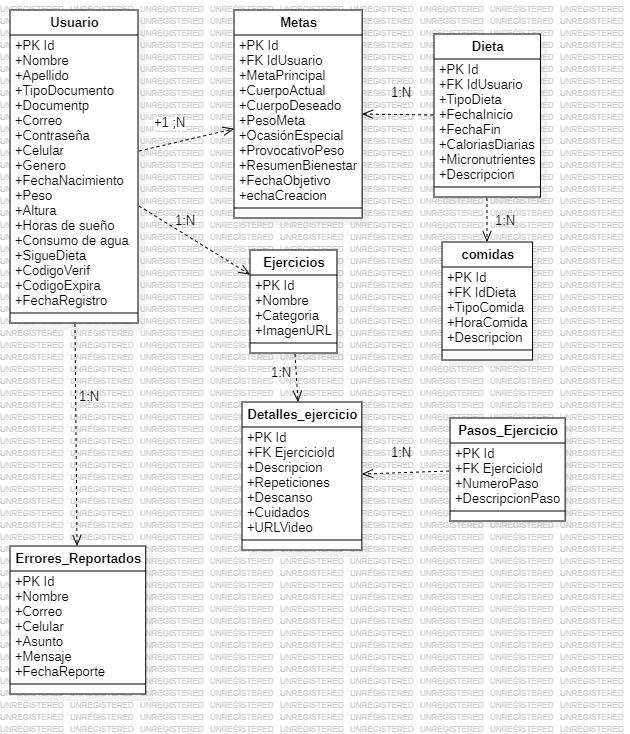 Usuario
+PK Id
+Nombre
+Apellido
+TipoDocumento
+Documentp
+Correo
+Contraseña
+Celular
+Genero
+FechaNacimiento
+Peso
+Altura
+Horas de sueño
+Consumo de agua
+SigueDieta
+CodigoVerif
+CodigoExpira
+FechaRegistro
+1 ;N
Metas
+PK Id
+FK IdUsuario
+MetaPrincipal
+CuerpoActual
+CuerpoDeseado
+PesoMeta
+OcasiónEspecial
+ProvocativoPeso
+ResumenBienestar
+FechaObjetivo
+echaCreacion
1:N
Dieta
+PK Id
+FK IdUsuario
+TipoDieta
+FechaInicio
+FechaFin
+CaloriasDiarias
+Micronutrientes
+Descripcion
1:N
1:N
Ejercicios
+PK Id
+Nombre
+Categoria
+ImagenURL
comidas
+PK Id
+FK IdDieta
+TipoComida
+HoraComida
+Descripcion
1:N
1:N
Detalles_ejercicio
+PK Id
+FK EjercicioId
+Descripcion
+Repeticiones
+Descanso
+Cuidados
+URLVideo
1:N
Pasos_Ejercicio
+PK Id
+FK EjercicioId
+NumeroPaso
+DescripcionPaso
Errores_Reportados
+PK Id
+Nombre
+Correo
+Celular
+Asunto
+Mensaje
+FechaReporte
UNREGISTERED